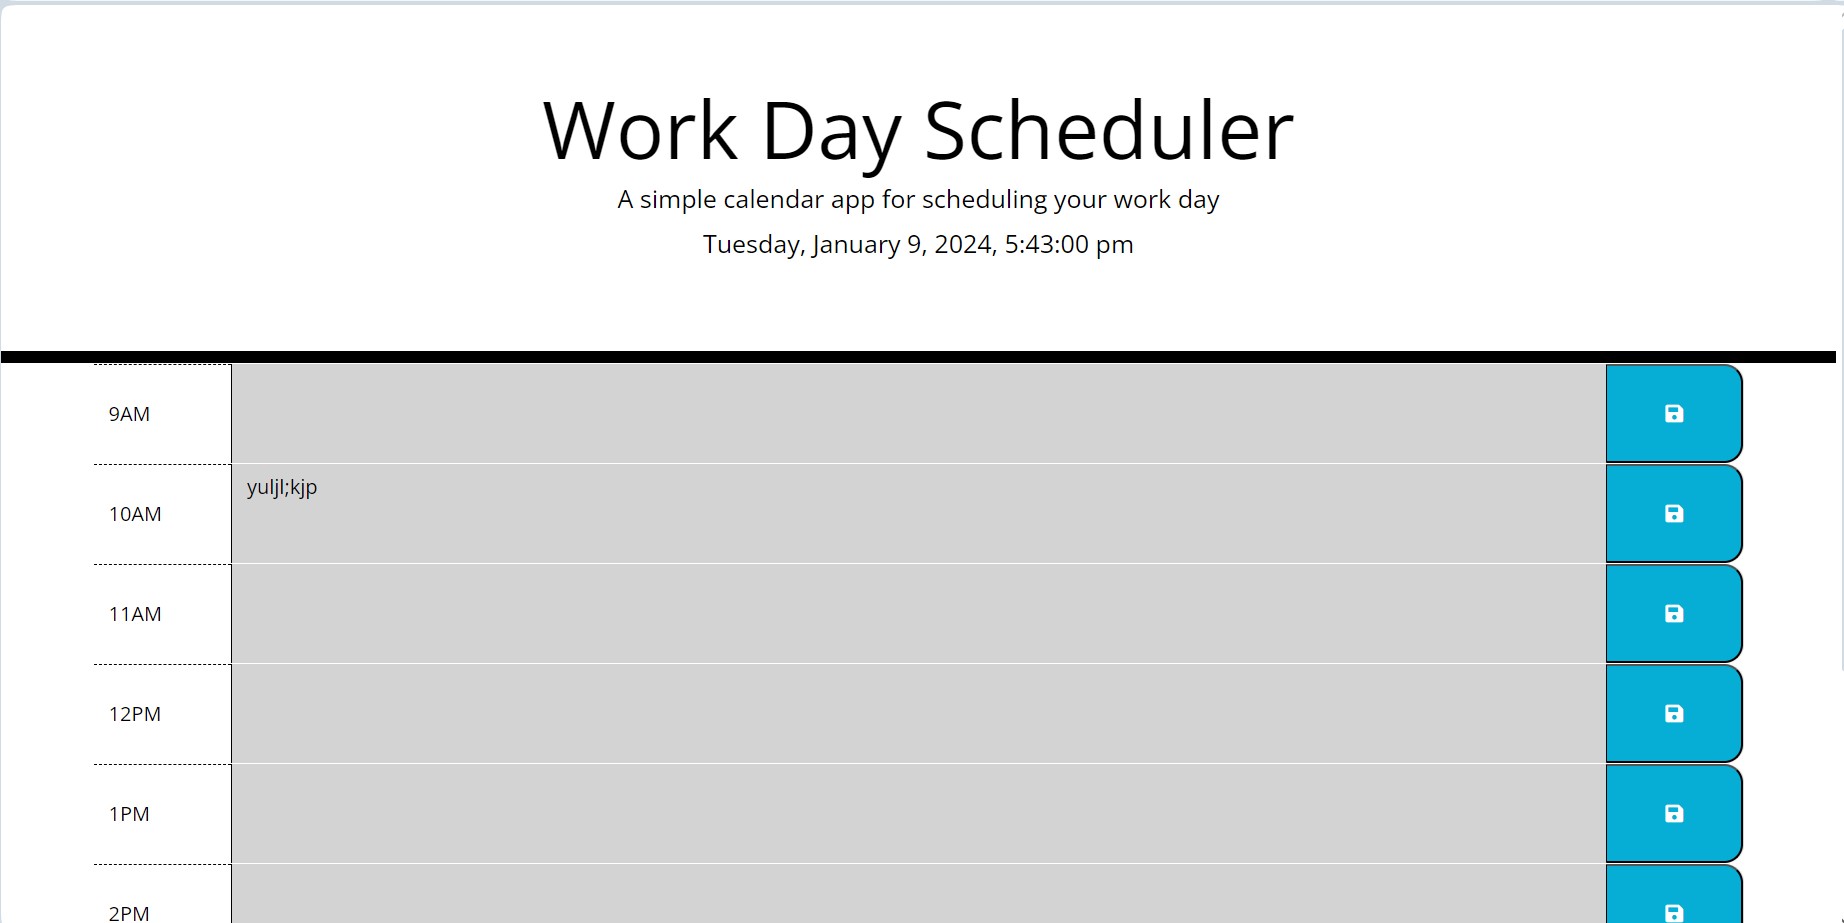 Work Day Scheduler
A simple calendar app for scheduling your work day
Tuesday, January 9, 2024, 5:43:00 pm
9AM
10AM
yuljl;kjp
11AM
12PM
1PM
2PM